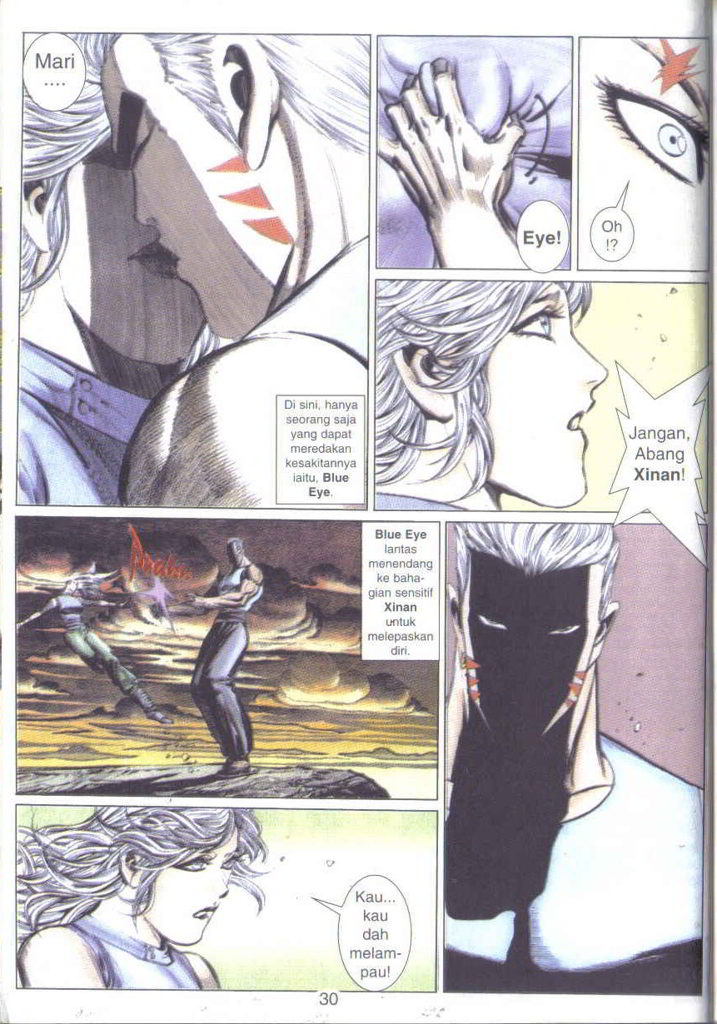 Mari
....
Eye!
Oh
!?
Di sini, hanya
seorang saja
yang dapat
meredakan
kesakitannya
iaitu, Blue
Eye.
Jangan,
Abang
Xinan!
Blue Eye
lantas
menendang
ke baha-
gian sensitif
Xinan
untuk
melepaskan
diri.
Kau...
kau
dah
melam-
pau!
30